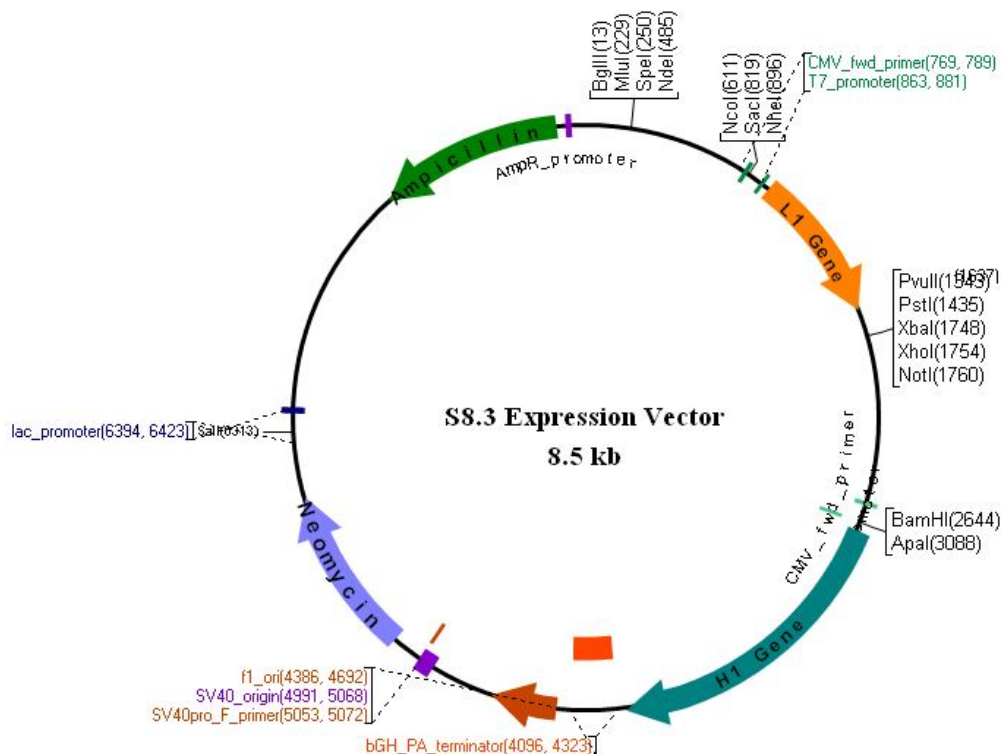 BglII(13)
MluI(229)
SpeI(250)
NdeI(485)
NcoI(611)
SacI(819)
NheI(896)
CMV_fwd_primer(769, 789)
T7_promoter(863, 881)
Ampicillin
AmpR_promoter
L1 Gene
PvuII(1343)
PstI(1435)
XbaI(1748)
XhoI(1754)
NotI(1760)
S8.3 Expression Vector
8.5 kb
lac_promoter(6394, 6423)
CMV_fwd_primer
BamHI(2644)
ApaI(3088)
Neomycin
H1 Gene
f1_ori(4386, 4692)
SV40_origin(4991, 5068)
SV40pro_F_primer(5053, 5072)
bGH_PA_terminator(4096, 4323)